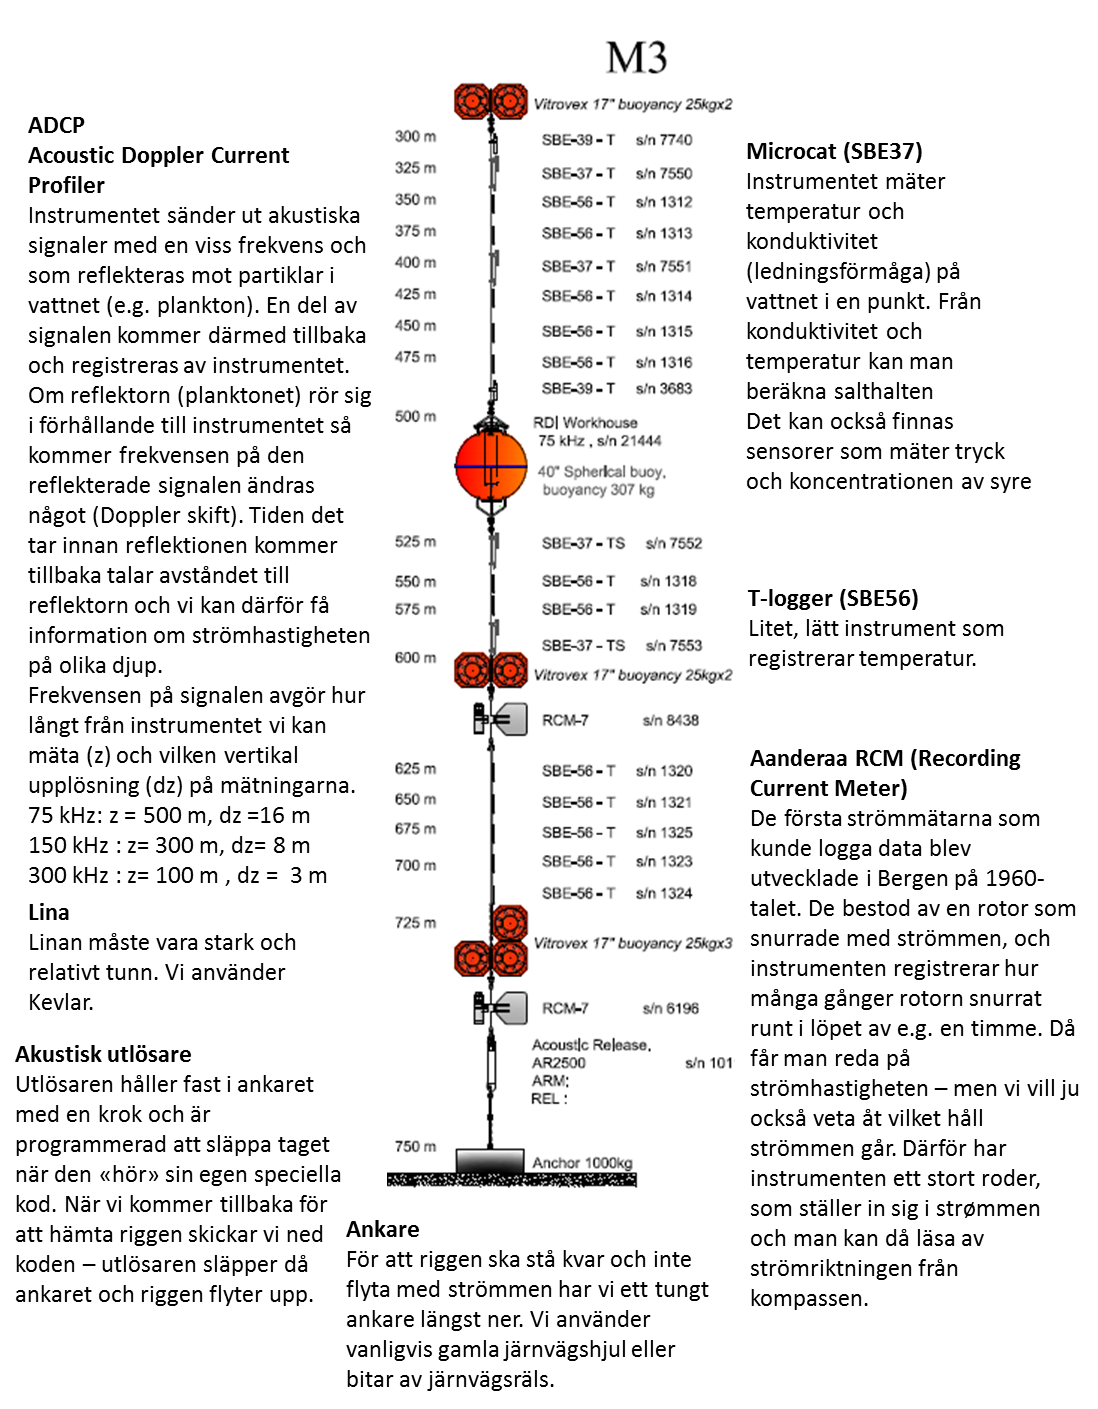 M3
ADCP
Acoustic Doppler Current
Profiler
Instrumentet sänder ut akustiska
signaler med en viss frekvens och
som reflekteras mot partiklar i
vattnet (e.g. plankton). En del av
signalen kommer därmed tillbaka
och registreras av instrumentet.
Om reflektorn (planktonet) rör sig
i förhållande till instrumentet så
kommer frekvensen på den
reflekterade signalen ändras
något (Doppler skift). Tiden det
tar innan reflektionen kommer
tillbaka talar avståndet till
reflektorn och vi kan därför få
information om strömhastigheten
på olika djup.
Frekvensen på signalen avgör hur
långt från instrumentet vi kan
mäta (z) och vilken vertikal
upplösning (dz) på mätningarna.
75 kHz: z = 500 m, dz =16 m
150 kHz : z= 300 m, dz= 8 m
300 kHz : z= 100 m , dz =  3 m
Lina
Linan måste vara stark och
relativt tunn. Vi använder
Kevlar.
Akustisk utlösare
Utlösaren håller fast i ankaret
med en krok och är
programmerad att släppa taget
när den «hör» sin egen speciella
kod. När vi kommer tillbaka för
att hämta riggen skickar vi ned
koden – utlösaren släpper då
ankaret och riggen flyter upp.
Vitrovex 17" buoyancy 25kgx2
300 m SBE-39 - T s/n 7740
325 m SBE-37 - T s/n 7550
350 m SBE-56 - T s/n 1312
375 m SBE-56 - T s/n 1313
400 m SBE-37 - T s/n 7551
425 m SBE-56 - T s/n 1314
450 m SBE-56 - T s/n 1315
475 m SBE-56 - T s/n 1316
SBE-39 - T s/n 3683
500 m RDI Workhouse
75 kHz , s/n 21444
40" Spherical buoy,
buoyancy 307 kg
525 m SBE-37 - TS s/n 7552
550 m SBE-56 - T s/n 1318
575 m SBE-56 - T s/n 1319
SBE-37 - TS s/n 7553
600 m
Vitrovex 17" buoyancy 25kgx2
RCM-7 s/n 8438
625 m SBE-56 - T s/n 1320
650 m SBE-56 - T s/n 1321
675 m SBE-56 - T s/n 1325
700 m SBE-56 - T s/n 1323
SBE-56 - T s/n 1324
725 m
Vitrovex 17" buoyancy 25kgx3
RCM-7 s/n 6196
Acoustic Release,
AR2500 s/n 101
ARM:
REL :
750 m
Anchor 1000kg
Ankare
För att riggen ska stå kvar och inte
flyta med strömmen har vi ett tungt
ankare längst ner. Vi använder
vanligvis gamla järnvägshjul eller
bitar av järnvägsräls.
Microcat (SBE37)
Instrumentet mäter
temperatur och
konduktivitet
(ledningsförmåga) på
vattnet i en punkt. Från
konduktivitet och
temperatur kan man
beräkna salthalten
Det kan också finnas
sensorer som mäter tryck
och koncentrationen av syre
T-logger (SBE56)
Litet, lätt instrument som
registrerar temperatur.
Aanderaa RCM (Recording
Current Meter)
De första strömmätarna som
kunde logga data blev
utvecklade i Bergen på 1960-
talet. De bestod av en rotor som
snurrade med strömmen, och
instrumenten registrerar hur
många gånger rotorn snurrat
runt i löpet av e.g. en timme. Då
får man reda på
strömhastigheten – men vi vill ju
också veta åt vilket håll
strömmen går. Därför har
instrumenten ett stort roder,
som ställer in sig i strømmen
och man kan då läsa av
strömriktningen från
kompassen.